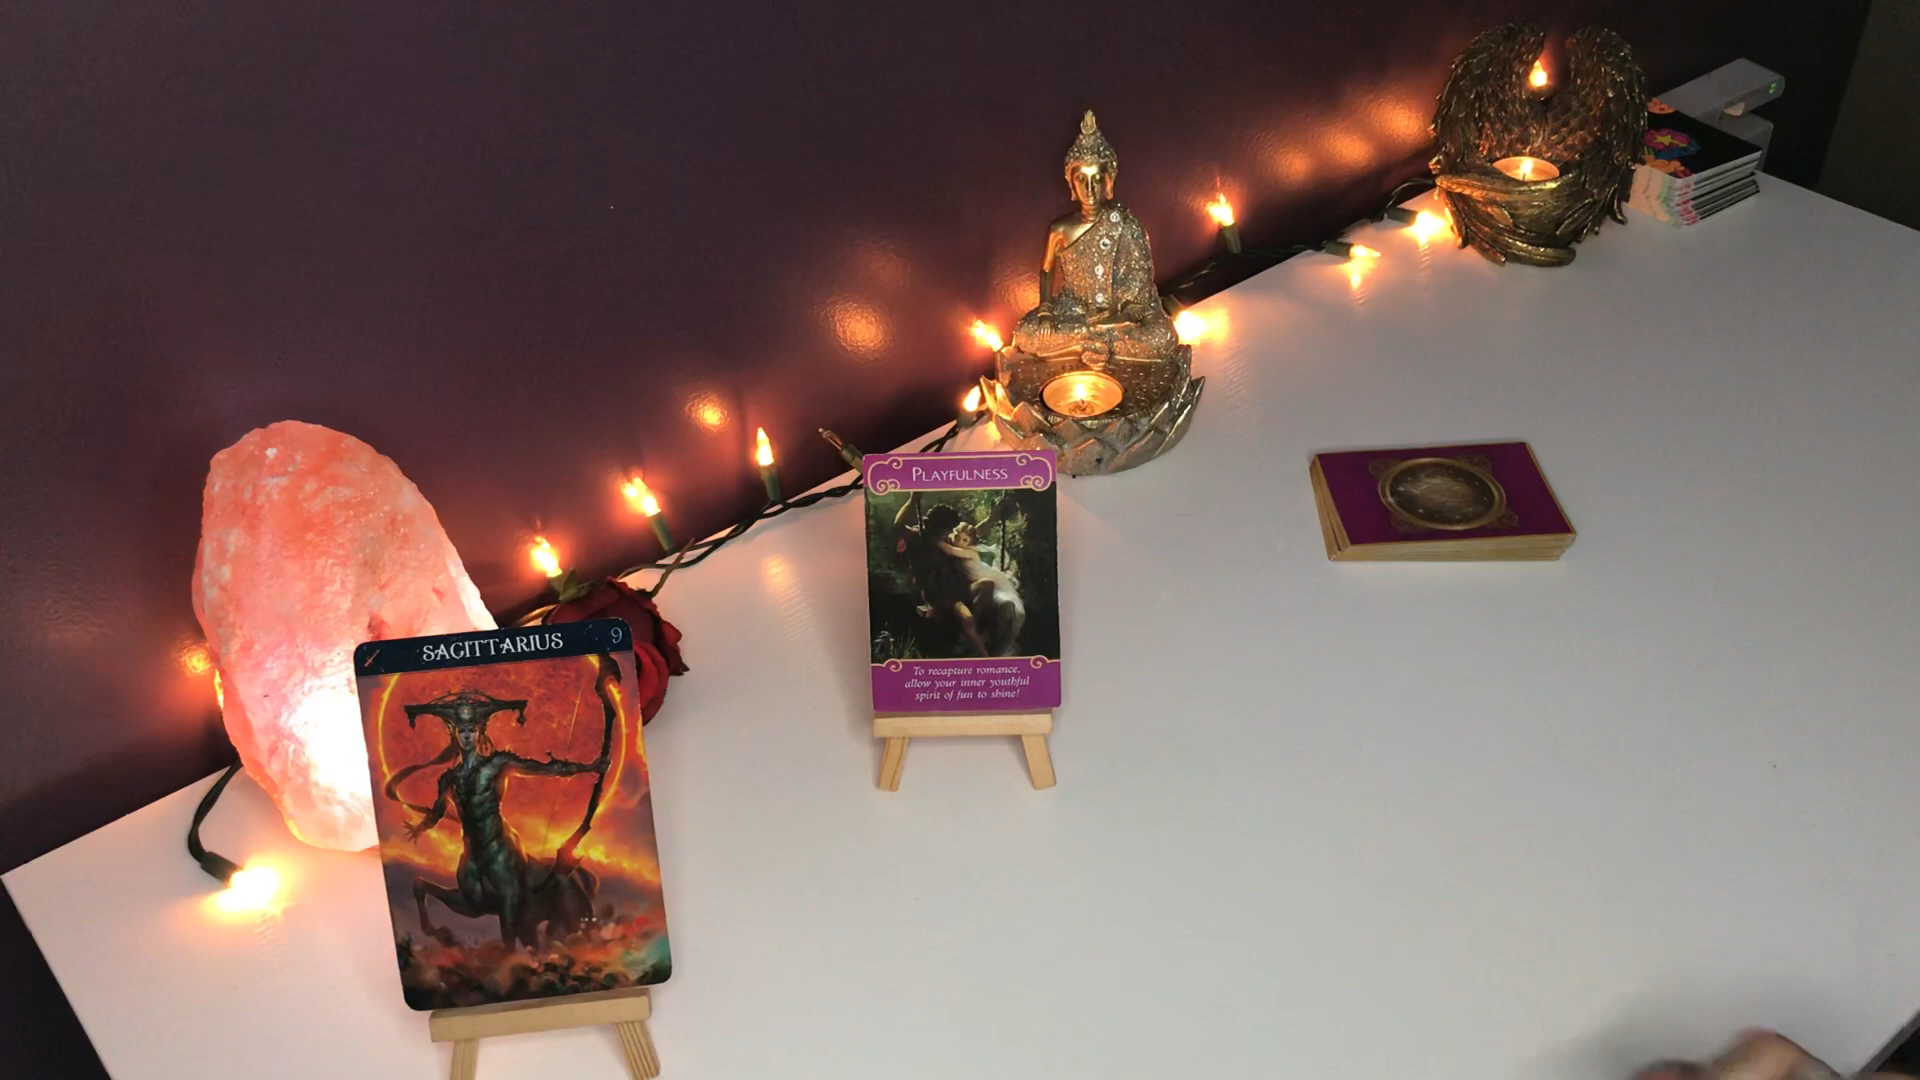 SAGITTARIUS 9
PLAYFULNESS
To recapture romance,
allow your inner youthful
spirit of fun to shine!